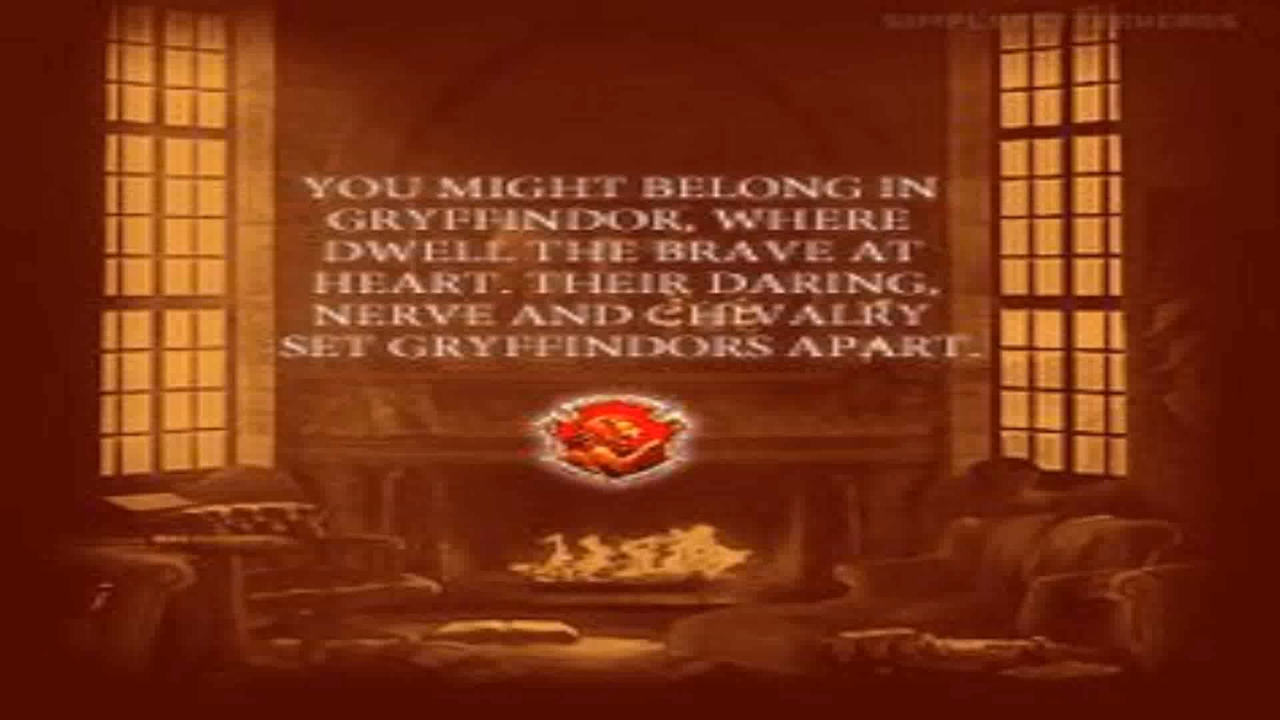 YOU MIGHT BELONG IN
GRYFFINDOR, WHERE
DWELL THE BRAVE AT
HEART. THEIR DARING,
NERVE AND CHIVALRY
SET GRYFFINDORS APART.